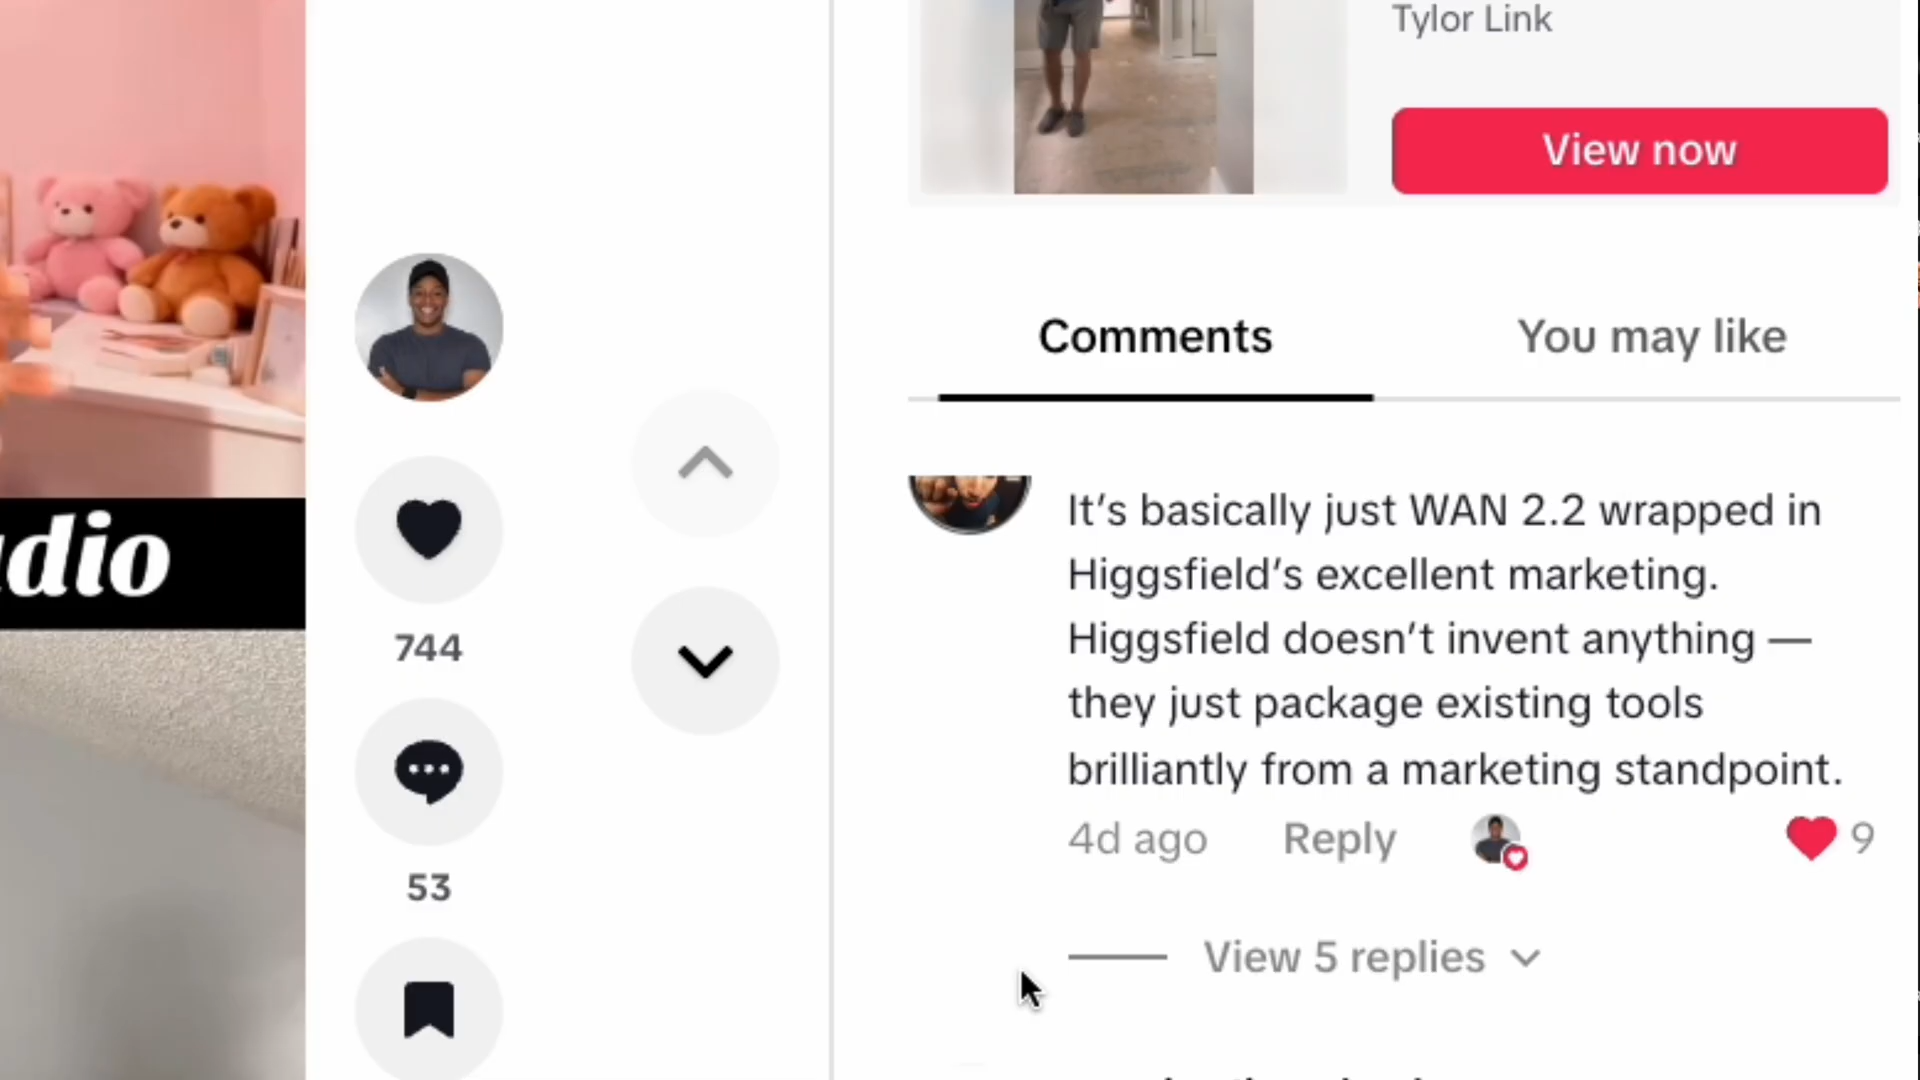 Tylor Link
View now
Comments
You may like
It’s basically just WAN 2.2 wrapped in
Higgsfield’s excellent marketing.
Higgsfield doesn’t invent anything —
they just package existing tools
brilliantly from a marketing standpoint.
4d ago
Reply
9
View 5 replies
744
53
dio